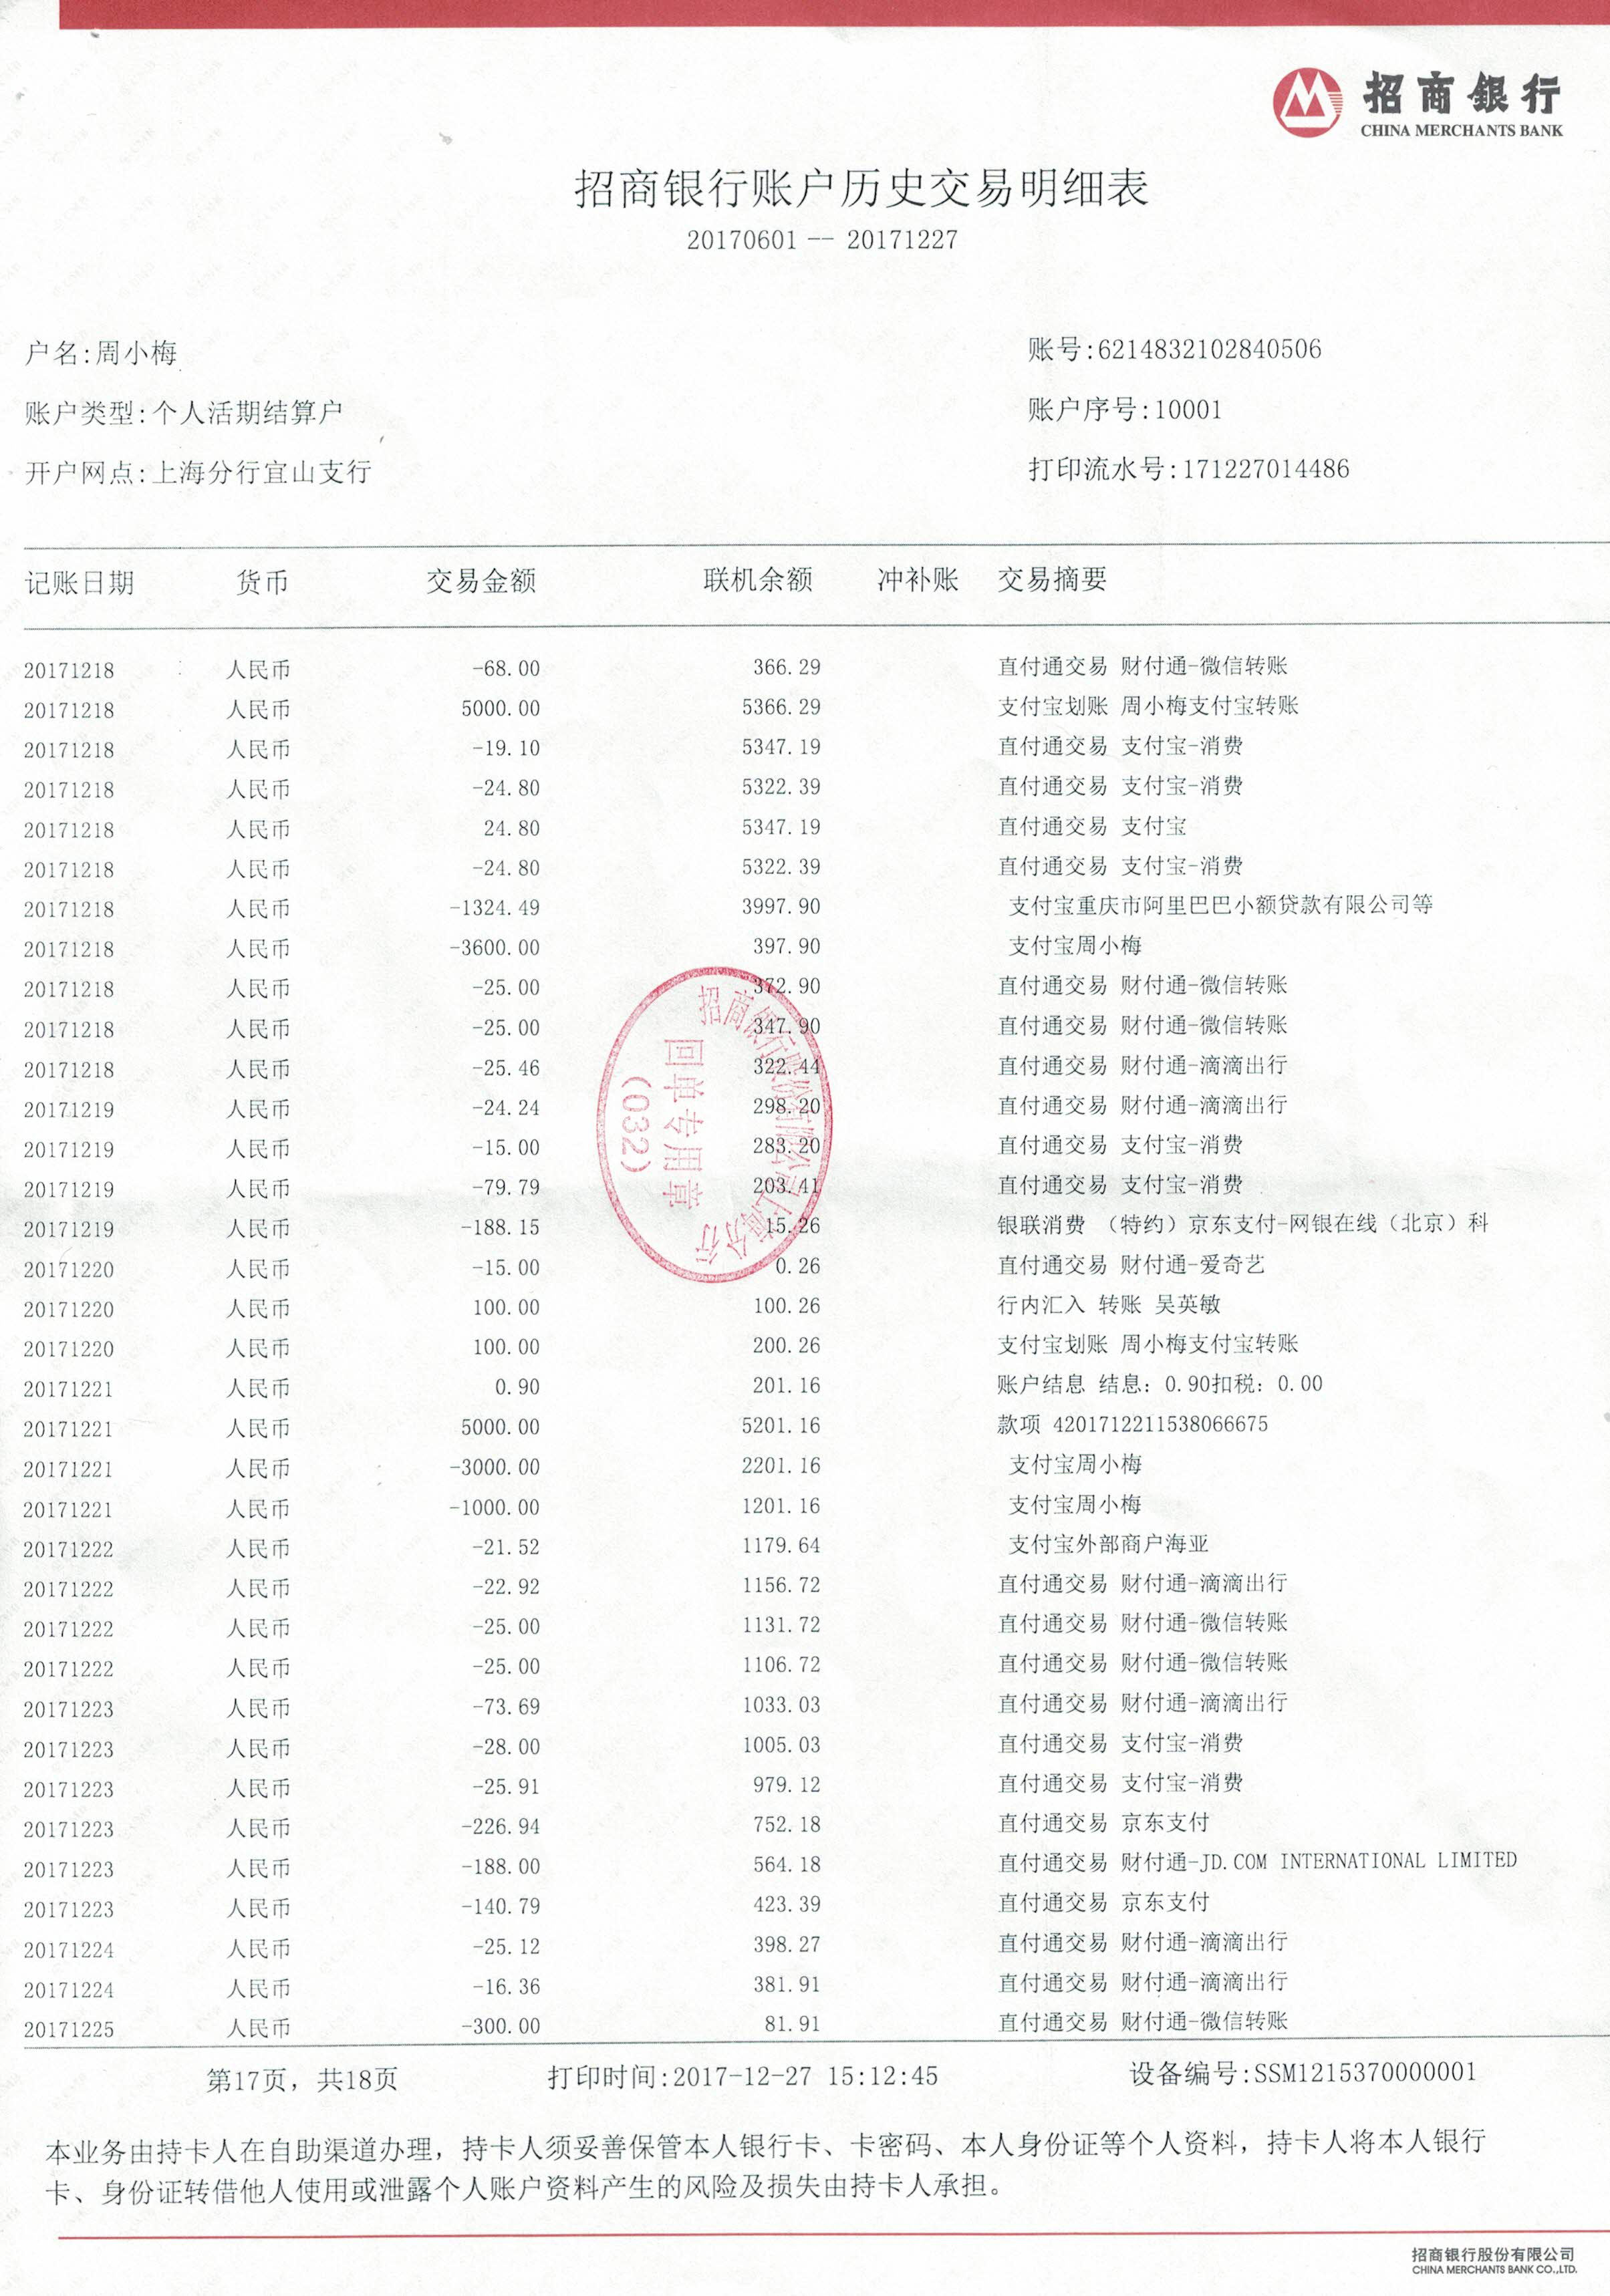 招商銀行
CHINA MERCHANTS BANK
招商银行账户历史交易明细表
20170601 -- 20171227
户名:周小梅 账号:6214832102840506
账户类型:个人活期结算户 账户序号:10001
开户网点:上海分行宜山支行 打印流水号:171227014486
记账日期 货币 交易金额 联机余额 冲补账 交易摘要
20171218 人民币 -68.00 366.29 直付通交易 财付通-微信转账
20171218 人民币 5000.00 5366.29 支付宝划账 周小梅支付宝转账
20171218 人民币 -19.10 5347.19 直付通交易 支付宝-消费
20171218 人民币 -24.80 5322.39 直付通交易 支付宝-消费
20171218 人民币 24.80 5347.19 直付通交易 支付宝
20171218 人民币 -24.80 5322.39 直付通交易 支付宝-消费
20171218 人民币 -1324.49 3997.90 支付宝重庆市阿里巴巴小额贷款有限公司等
20171218 人民币 -3600.00 397.90 支付宝周小梅
20171218 人民币 -25.00 372.90 直付通交易 财付通-微信转账
20171218 人民币 -25.00 347.90 直付通交易 财付通-微信转账
20171218 人民币 -25.46 322.44 直付通交易 财付通-滴滴出行
20171219 人民币 -24.24 298.20 直付通交易 财付通-滴滴出行
20171219 人民币 -15.00 283.20 直付通交易 支付宝-消费
20171219 人民币 -79.79 203.41 直付通交易 支付宝-消费
20171219 人民币 -188.15 15.26 银联消费 （特约）京东支付-网银在线（北京）科
20171220 人民币 -15.00 0.26 直付通交易 财付通-爱奇艺
20171220 人民币 100.00 100.26 行内汇入 转账 吴英敏
20171220 人民币 100.00 200.26 支付宝划账 周小梅支付宝转账
20171221 人民币 0.90 201.16 账户结息 结息：0.90扣税：0.00
20171221 人民币 5000.00 5201.16 款项 4201712211538066675
20171221 人民币 -3000.00 2201.16 支付宝周小梅
20171221 人民币 -1000.00 1201.16 支付宝周小梅
20171222 人民币 -21.52 1179.64 支付宝外部商户海亚
20171222 人民币 -22.92 1156.72 直付通交易 财付通-滴滴出行
20171222 人民币 -25.00 1131.72 直付通交易 财付通-微信转账
20171222 人民币 -25.00 1106.72 直付通交易 财付通-微信转账
20171223 人民币 -73.69 1033.03 直付通交易 财付通-滴滴出行
20171223 人民币 -28.00 1005.03 直付通交易 支付宝-消费
20171223 人民币 -25.91 979.12 直付通交易 支付宝-消费
20171223 人民币 -226.94 752.18 直付通交易 京东支付
20171223 人民币 -188.00 564.18 直付通交易 财付通-JD.COM INTERNATIONAL LIMITED
20171223 人民币 -140.79 423.39 直付通交易 京东支付
20171224 人民币 -25.12 398.27 直付通交易 财付通-滴滴出行
20171224 人民币 -16.36 381.91 直付通交易 财付通-滴滴出行
20171225 人民币 -300.00 81.91 直付通交易 财付通-微信转账
招商银行股份有限公司上海分行
回单专用章
(032)
第17页，共18页 打印时间:2017-12-27 15:12:45 设备编号:SSM1215370000001
本业务由持卡人在自助渠道办理，持卡人须妥善保管本人银行卡、卡密码、本人身份证等个人资料，持卡人将本人银行
卡、身份证转借他人使用或泄露个人账户资料产生的风险及损失由持卡人承担。
招商银行股份有限公司
CHINA MERCHANTS BANK CO.,LTD.